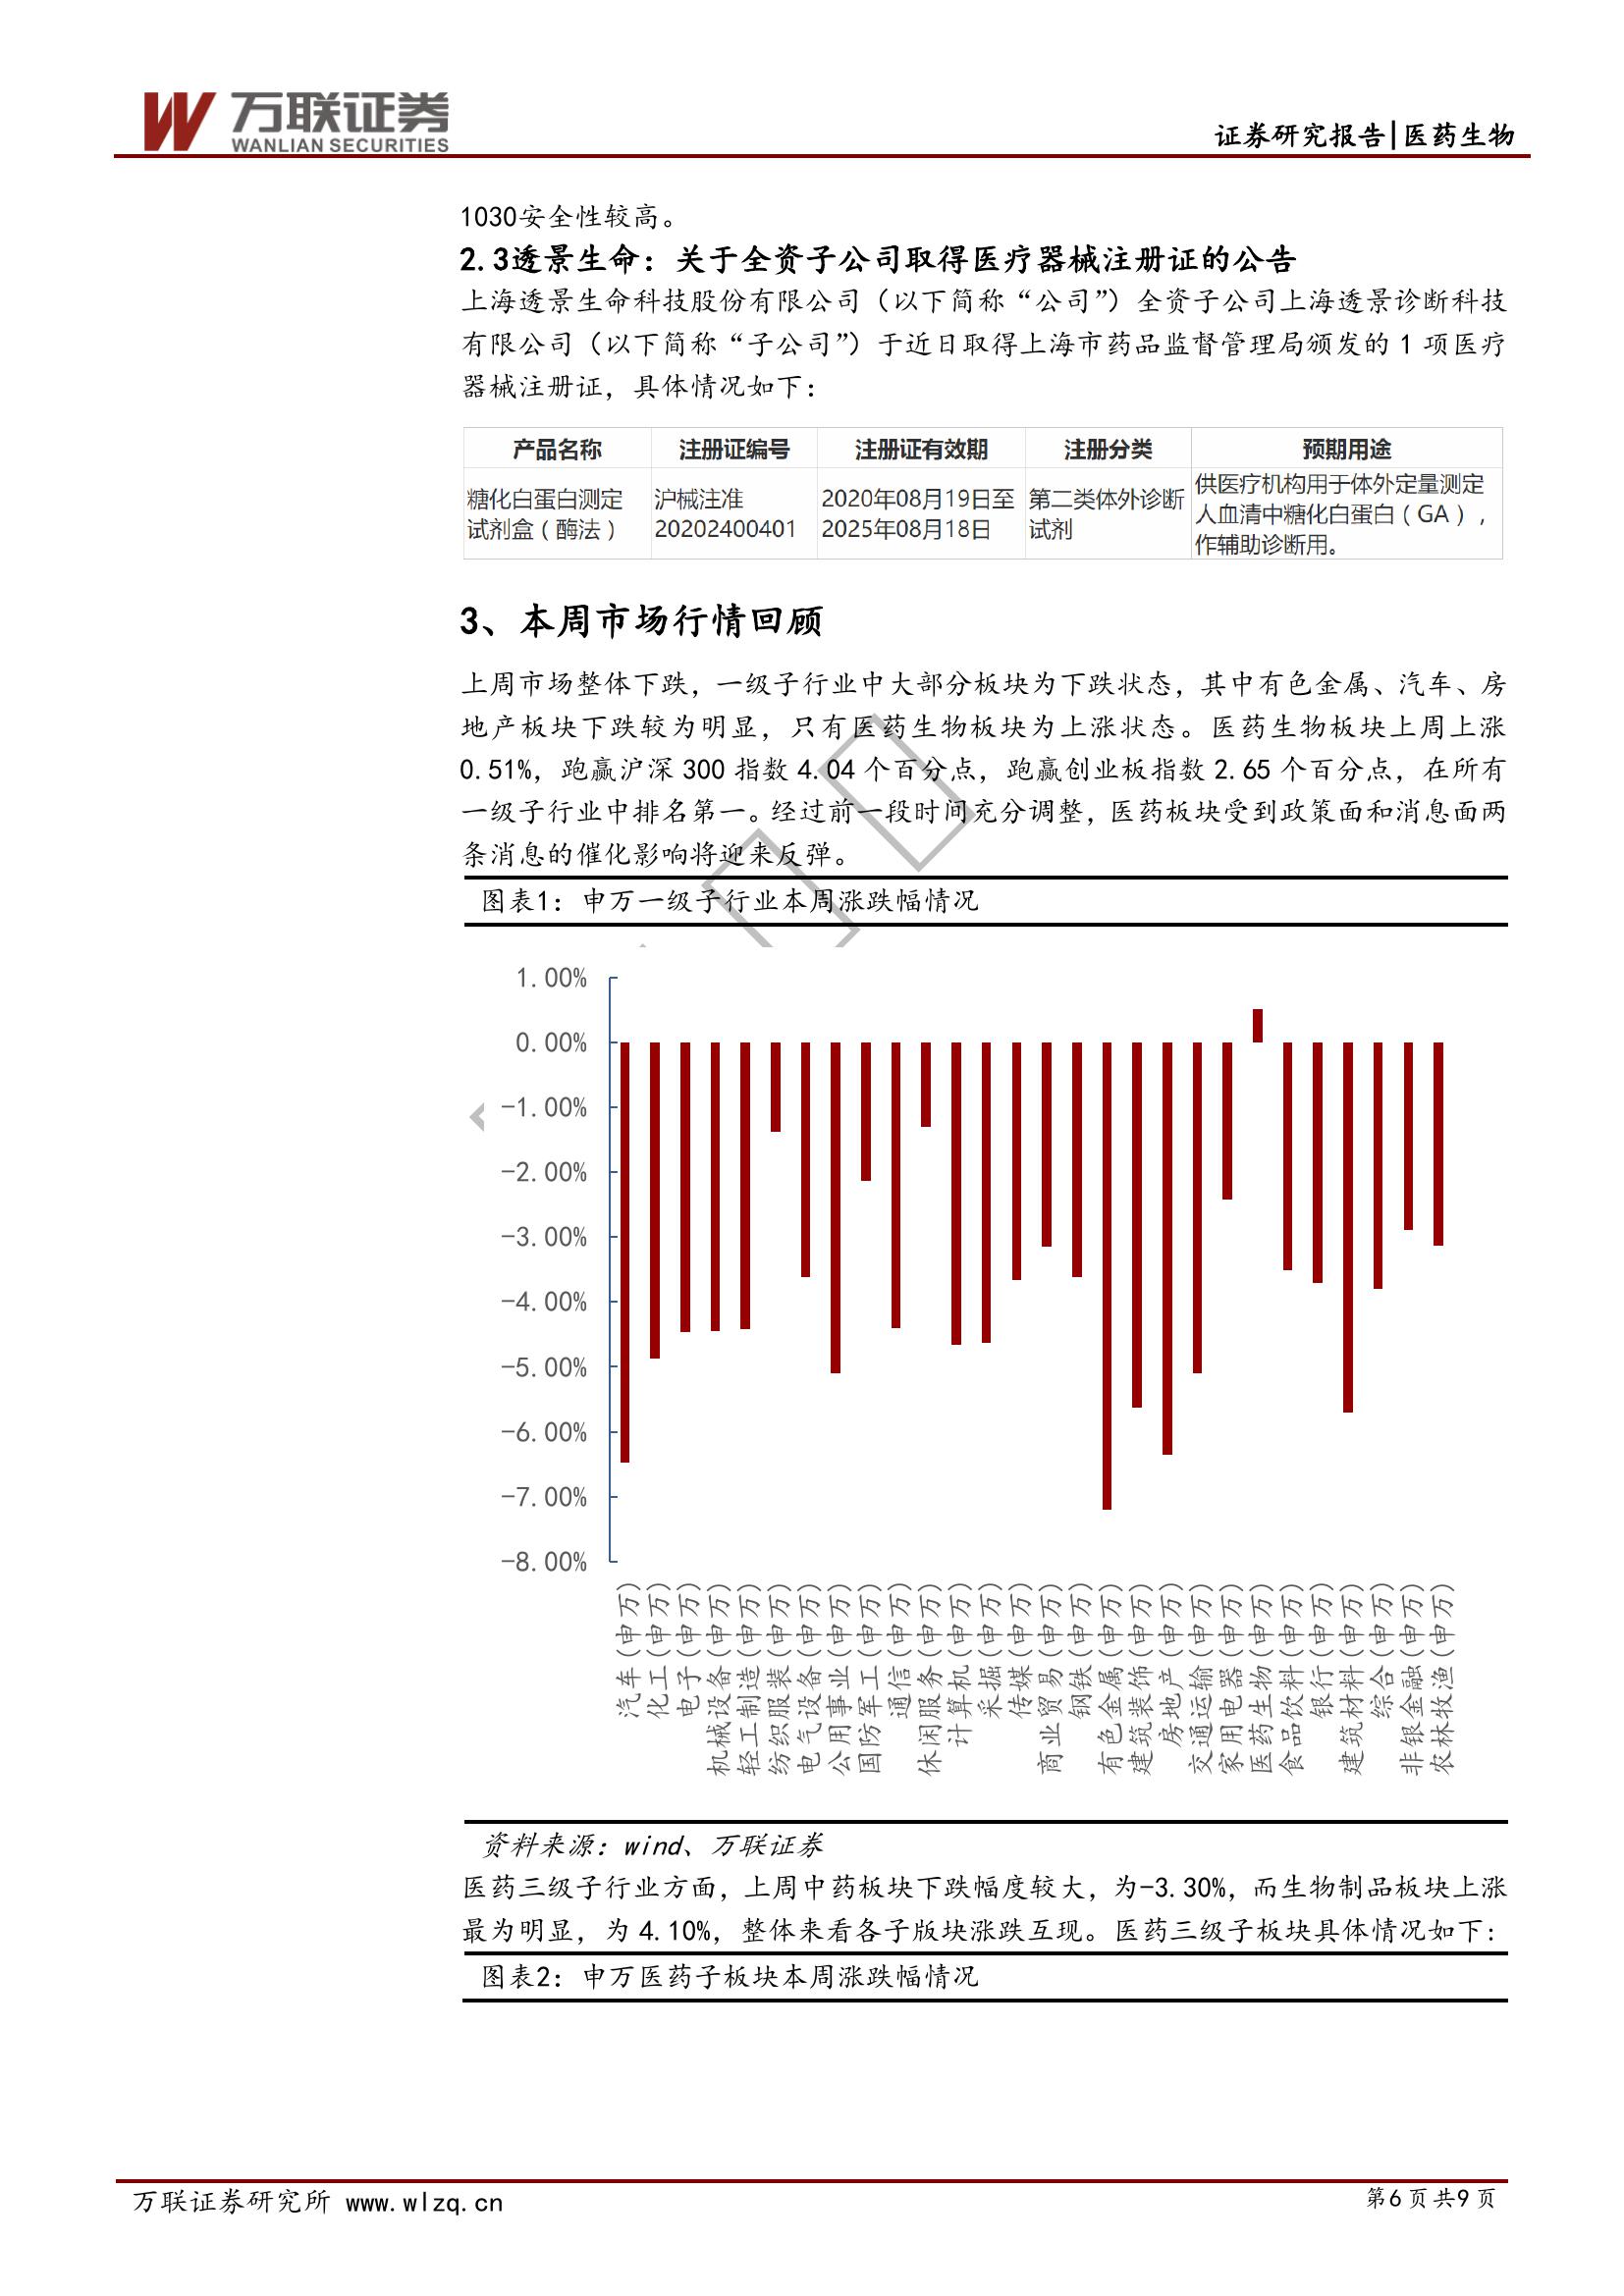 万联证券
WANLIAN SECURITIES
证券研究报告|医药生物
1030安全性较高。
2.3透景生命：关于全资子公司取得医疗器械注册证的公告
上海透景生命科技股份有限公司（以下简称“公司”）全资子公司上海透景诊断科技
有限公司（以下简称“子公司”）于近日取得上海市药品监督管理局颁发的 1 项医疗
器械注册证，具体情况如下：
产品名称 注册证编号 注册证有效期 注册分类 预期用途
糖化白蛋白测定
试剂盒（酶法）
沪械注准
20202400401
2020年08月19日至
2025年08月18日
第二类体外诊断
试剂
供医疗机构用于体外定量测定
人血清中糖化白蛋白（GA），
作辅助诊断用。
3、本周市场行情回顾
上周市场整体下跌，一级子行业中大部分板块为下跌状态，其中有色金属、汽车、房
地产板块下跌较为明显，只有医药生物板块为上涨状态。医药生物板块上周上涨
0.51%，跑赢沪深 300 指数 4.04 个百分点，跑赢创业板指数 2.65 个百分点，在所有
一级子行业中排名第一。经过前一段时间充分调整，医药板块受到政策面和消息面两
条消息的催化影响将迎来反弹。
图表1：申万一级子行业本周涨跌幅情况
1.00%
0.00%
-1.00%
-2.00%
-3.00%
-4.00%
-5.00%
-6.00%
-7.00%
-8.00%
汽车(申万)
化工(申万)
电子(申万)
机械设备(申万)
轻工制造(申万)
纺织服装(申万)
电气设备(申万)
公用事业(申万)
国防军工(申万)
通信(申万)
休闲服务(申万)
计算机(申万)
采掘(申万)
传媒(申万)
商业贸易(申万)
钢铁(申万)
有色金属(申万)
建筑装饰(申万)
房地产(申万)
交通运输(申万)
家用电器(申万)
医药生物(申万)
食品饮料(申万)
银行(申万)
建筑材料(申万)
综合(申万)
非银金融(申万)
农林牧渔(申万)
资料来源：wind、万联证券
医药三级子行业方面，上周中药板块下跌幅度较大，为-3.30%，而生物制品板块上涨
最为明显，为 4.10%，整体来看各子版块涨跌互现。医药三级子板块具体情况如下：
图表2：申万医药子板块本周涨跌幅情况
万联证券研究所 www.wlzq.cn
第 6 页 共 9 页